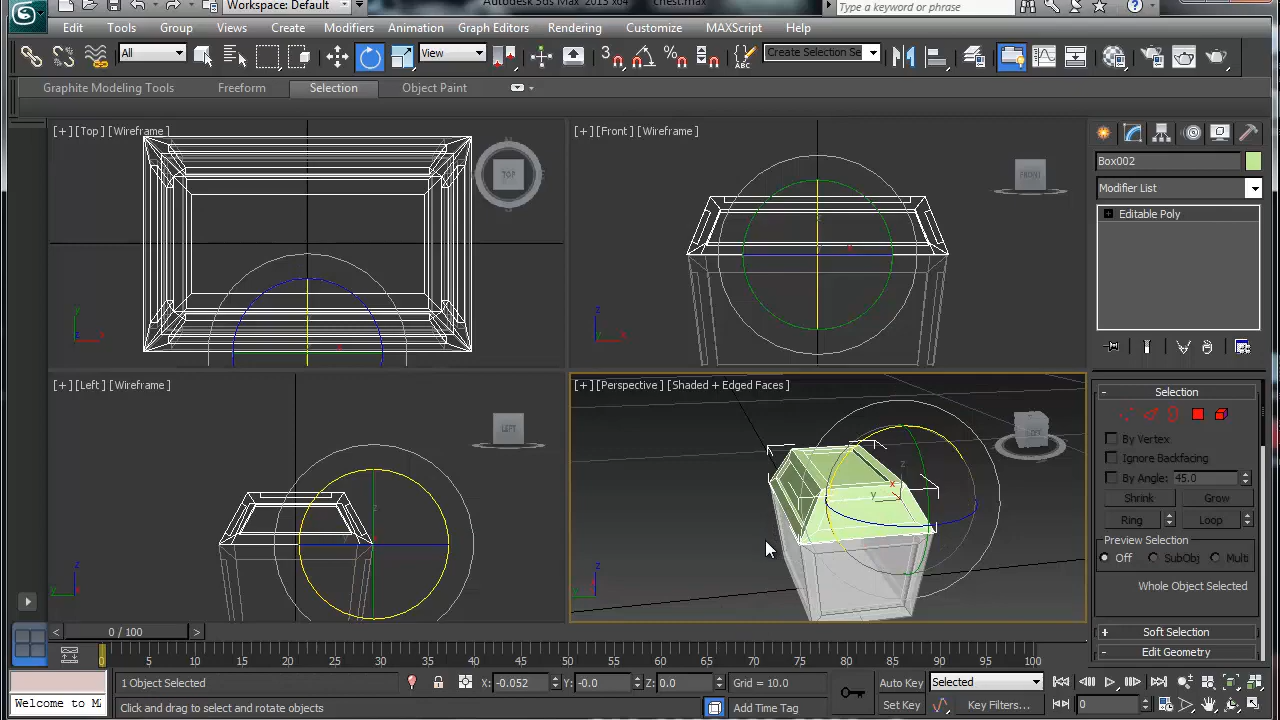 Autodesk 3ds Max 2013 x64    chest.max
Workspace: Default
Type a keyword or phrase
Edit  Tools  Group  Views  Create  Modifiers  Animation  Graph Editors  Rendering  Customize  MAXScript  Help
All
View
3
Create Selection Se
ABC
Graphite Modeling Tools  Freeform  Selection  Object Paint
[+] [Top] [Wireframe]
TOP
[+] [Front] [Wireframe]
FRONT
[+] [Left] [Wireframe]
LEFT
[+] [Perspective] [Shaded + Edged Faces]
Box002
Modifier List
Editable Poly
Selection
By Vertex
Ignore Backfacing
By Angle: 45.0
Shrink  Grow
Ring  Loop
Preview Selection
Off  SubObj  Multi
Whole Object Selected
Soft Selection
Edit Geometry
< 0 / 100 >
0 5 10 15 20 25 30 35 40 45 50 55 60 65 70 75 80 85 90 95 100
1 Object Selected  X: -0.052  Y: -0.0  Z: 0.0  Grid = 10.0  Auto Key  Selected
Welcome to M  Click and drag to select and rotate objects  Add Time Tag  Set Key  Key Filters...  0